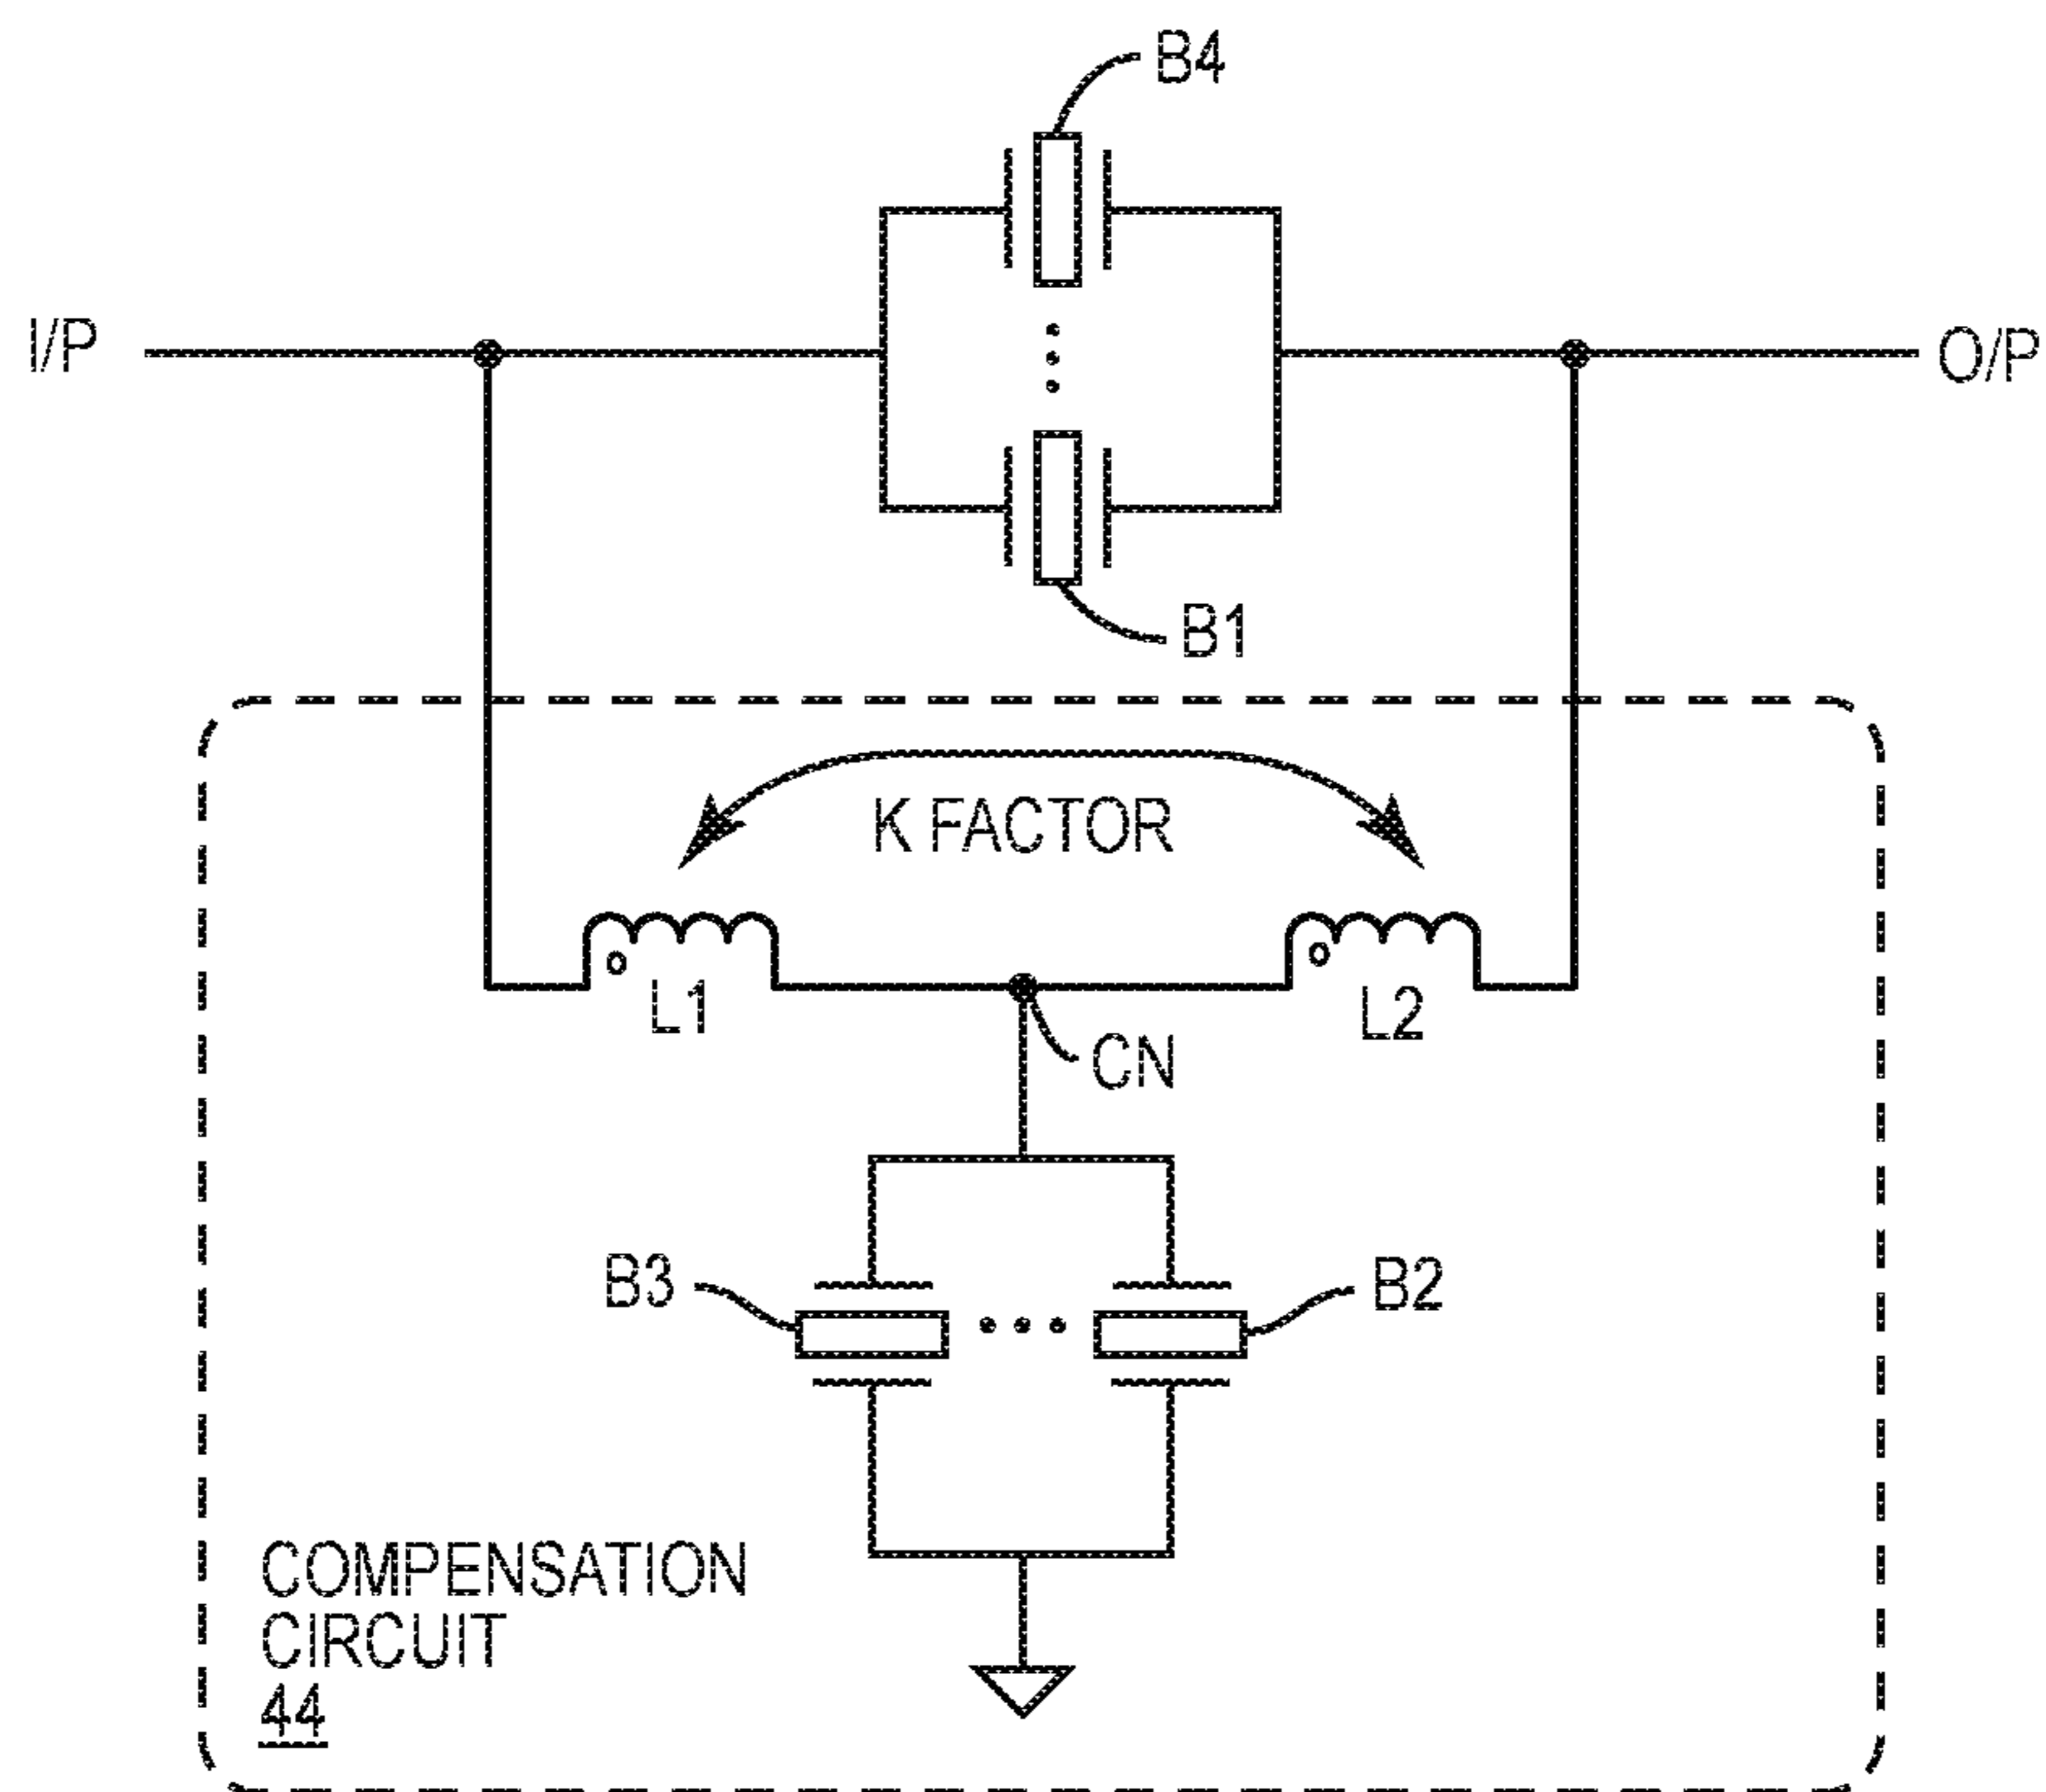 B4
I/P
O/P
B1
K FACTOR
L1
L2
CN
B3
B2
COMPENSATION
CIRCUIT
44